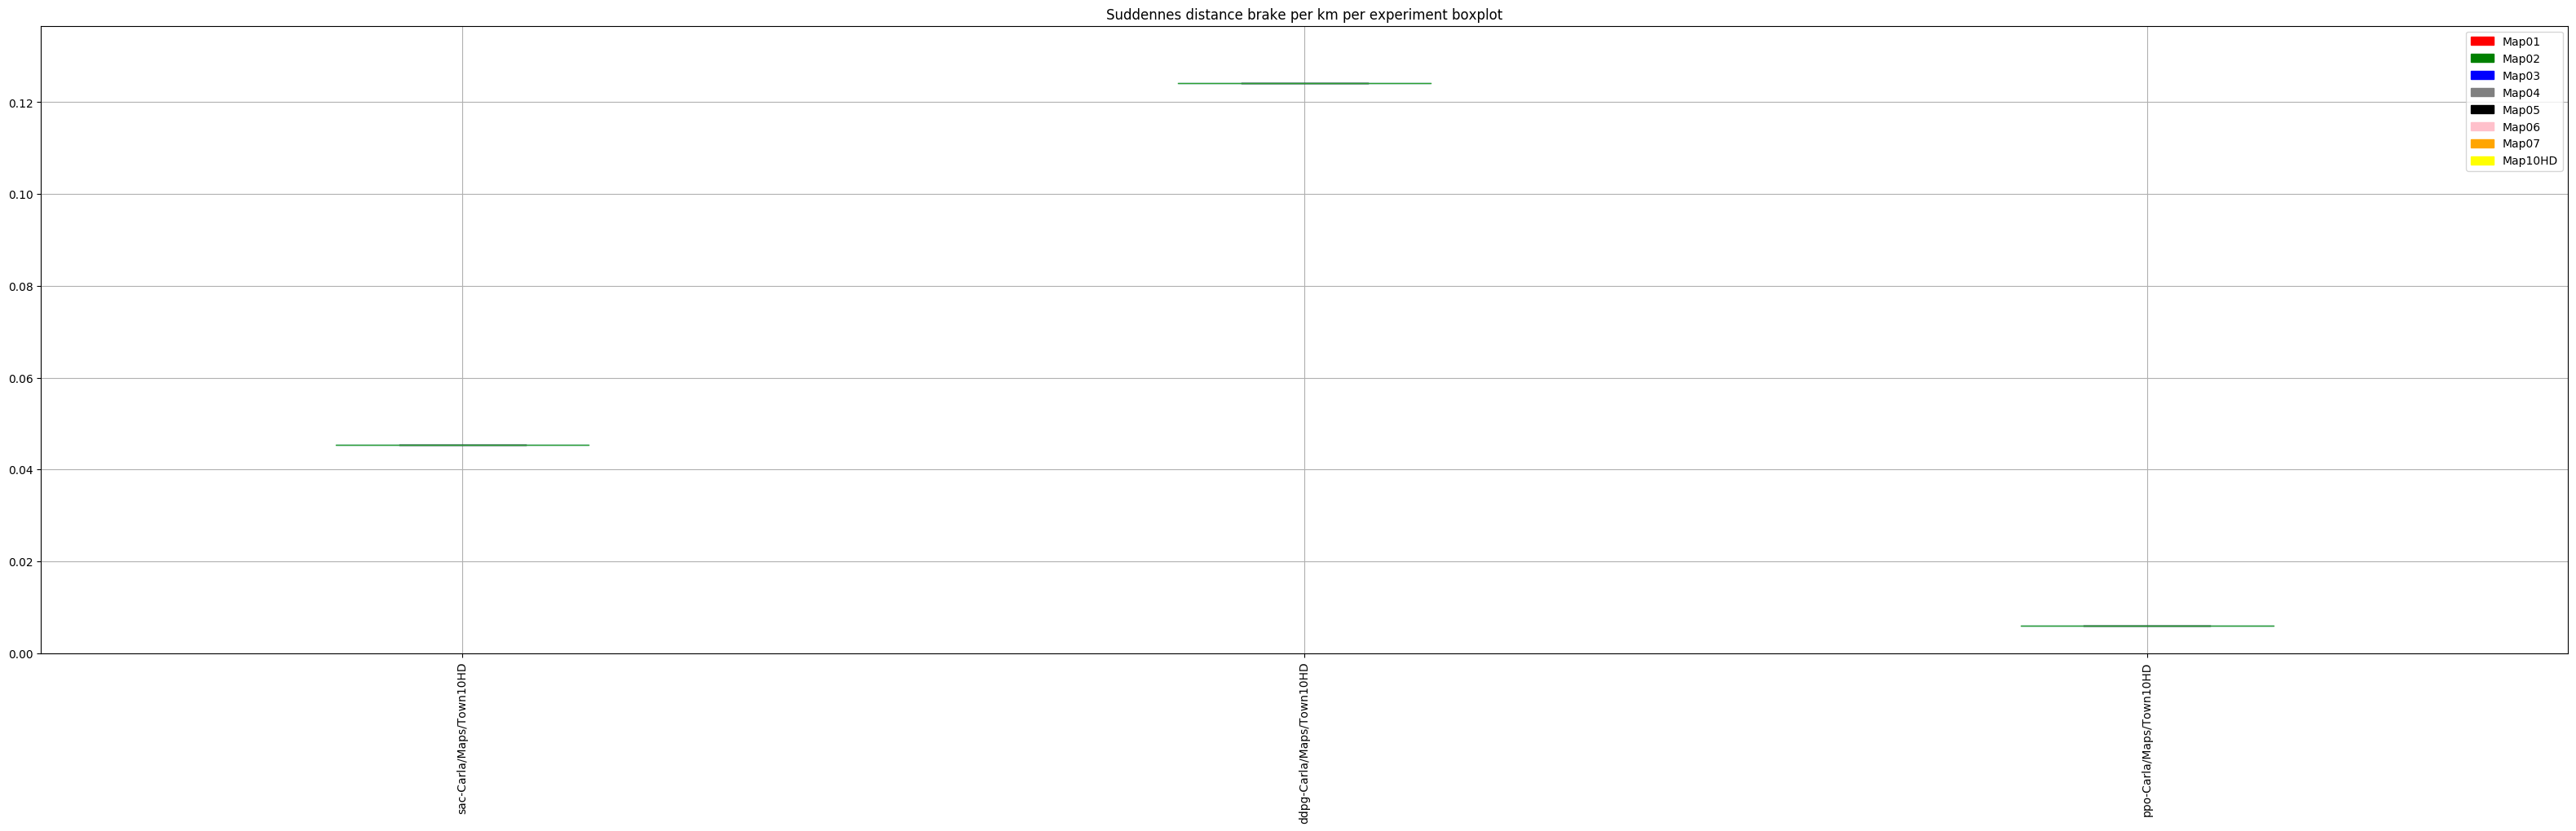 Suddennes distance brake per km per experiment boxplot
Map01
Map02
Map03
Map04
Map05
Map06
Map07
Map10HD
0.12
0.10
0.08
0.06
0.04
0.02
0.00
sac-Carla/Maps/Town10HD
ddpg-Carla/Maps/Town10HD
ppo-Carla/Maps/Town10HD